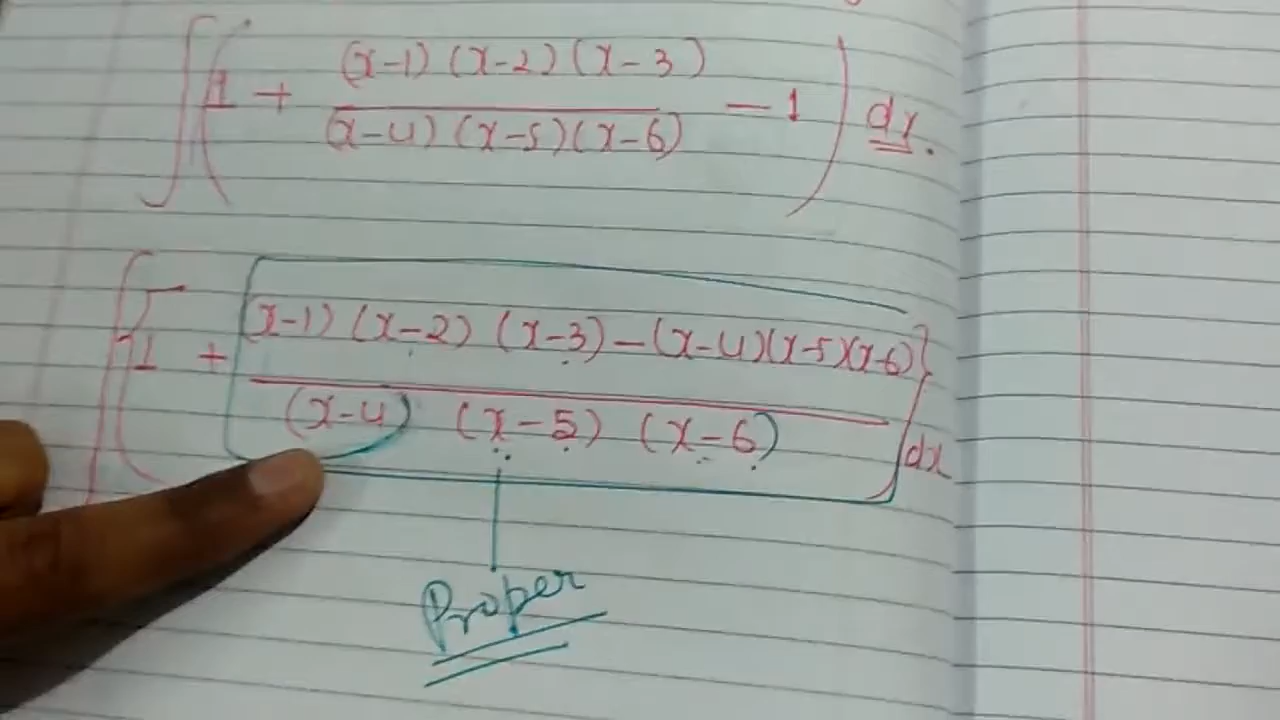 ∫(1 + (x-1)(x-2)(x-3)
(x-4)(x-5)(x-6) - 1) dx.
∫(1 + (x-1)(x-2)(x-3) - (x-4)(x-5)(x-6)}
(x-4) (x-5) (x-6) dx
Proper